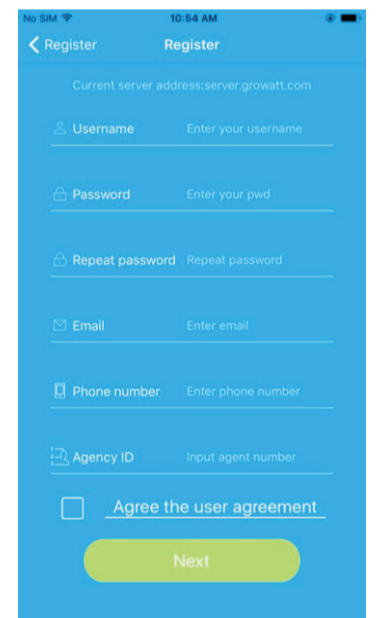 No SIM 10:54 AM
Register Register
Current server address:server.growatt.com
Username Enter your username
Password Enter your pwd
Repeat password Repeat password
Email Enter email
Phone number Enter phone number
Agency ID Input agent number
Agree the user agreement
Next